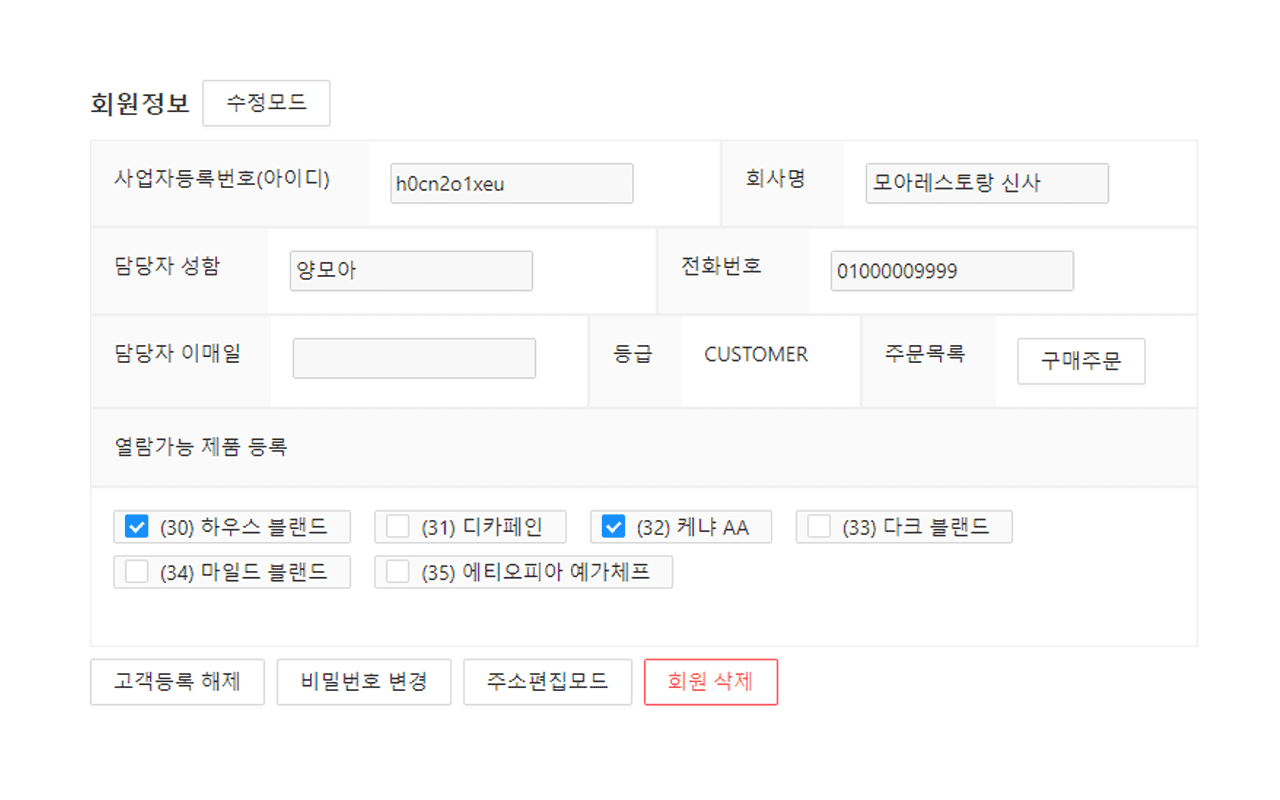 회원정보 수정모드
사업자등록번호(아이디) h0cn2o1xeu 회사명 모아레스토랑 신사
담당자 성함 양모아 전화번호 01000009999
담당자 이매일 등급 CUSTOMER 주문목록 구매주문
열람가능 제품 등록
(30) 하우스 블랜드 (31) 디카페인 (32) 케냐 AA (33) 다크 블랜드
(34) 마일드 블랜드 (35) 에티오피아 예가체프
고객등록 해제 비밀번호 변경 주소편집모드 회원 삭제